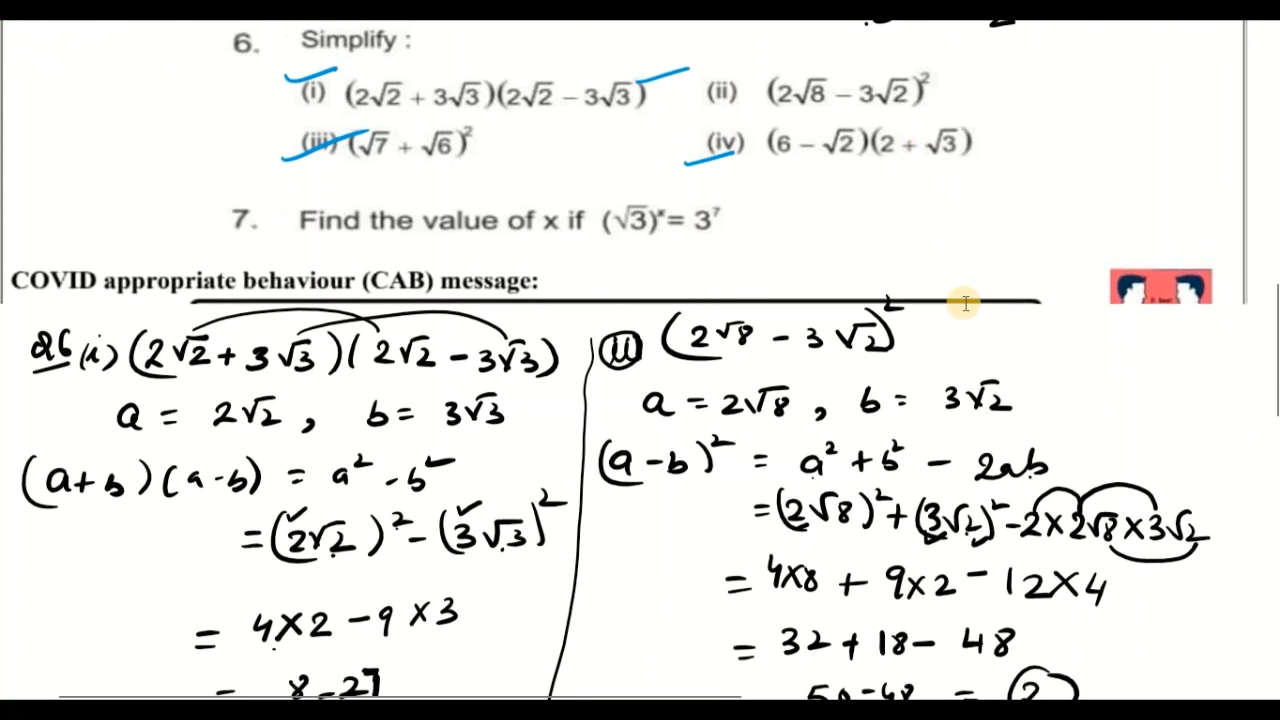 6. Simplify :
(i) (2√2 + 3√3)(2√2 − 3√3) (ii) (2√8 − 3√2)²
(iii) (√7 + √6)² (iv) (6 − √2)(2 + √3)
7. Find the value of x if (√3)ˣ = 3⁷
COVID appropriate behaviour (CAB) message:
Q6 (i) (2√2 + 3√3)(2√2 − 3√3)
a = 2√2 , b = 3√3
(a+b)(a-b) = a² - b²
= (2√2)² − (3√3)²
= 4×2 − 9×3
= 8 − 27
(ii) (2√8 − 3√2)²
a = 2√8 , b = 3√2
(a-b)² = a² + b² − 2ab
= (2√8)² + (3√2)² − 2×2√8×3√2
= 4×8 + 9×2 − 12×4
= 32 + 18 − 48
50 − 48 = 2